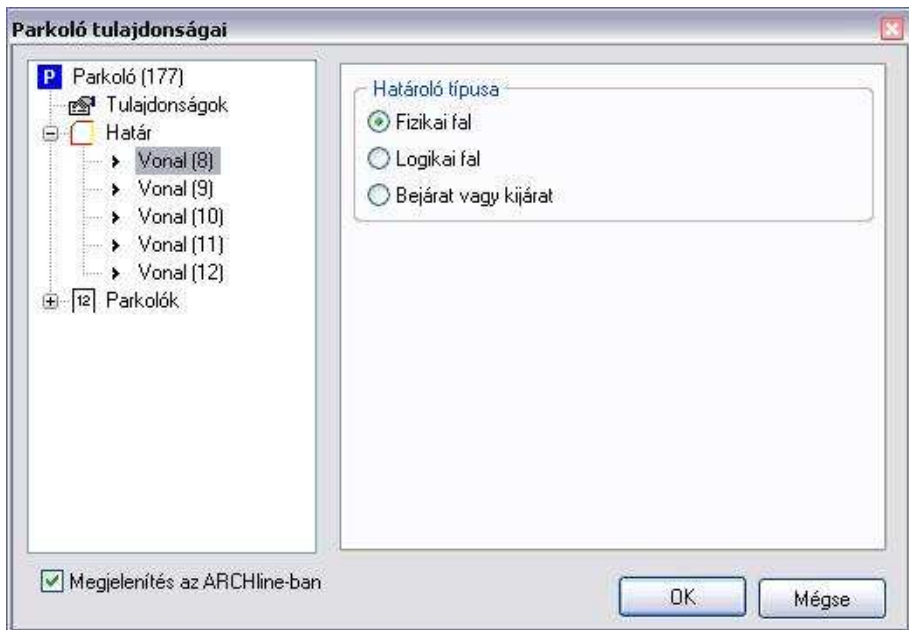 Parkoló tulajdonságai
P Parkoló (177)
Tulajdonságok
Határ
Vonal (8)
Vonal (9)
Vonal (10)
Vonal (11)
Vonal (12)
12 Parkolók
Határoló típusa
Fizikai fal
Logikai fal
Bejárat vagy kijárat
Megjelenítés az ARCHline-ban
OK
Mégse